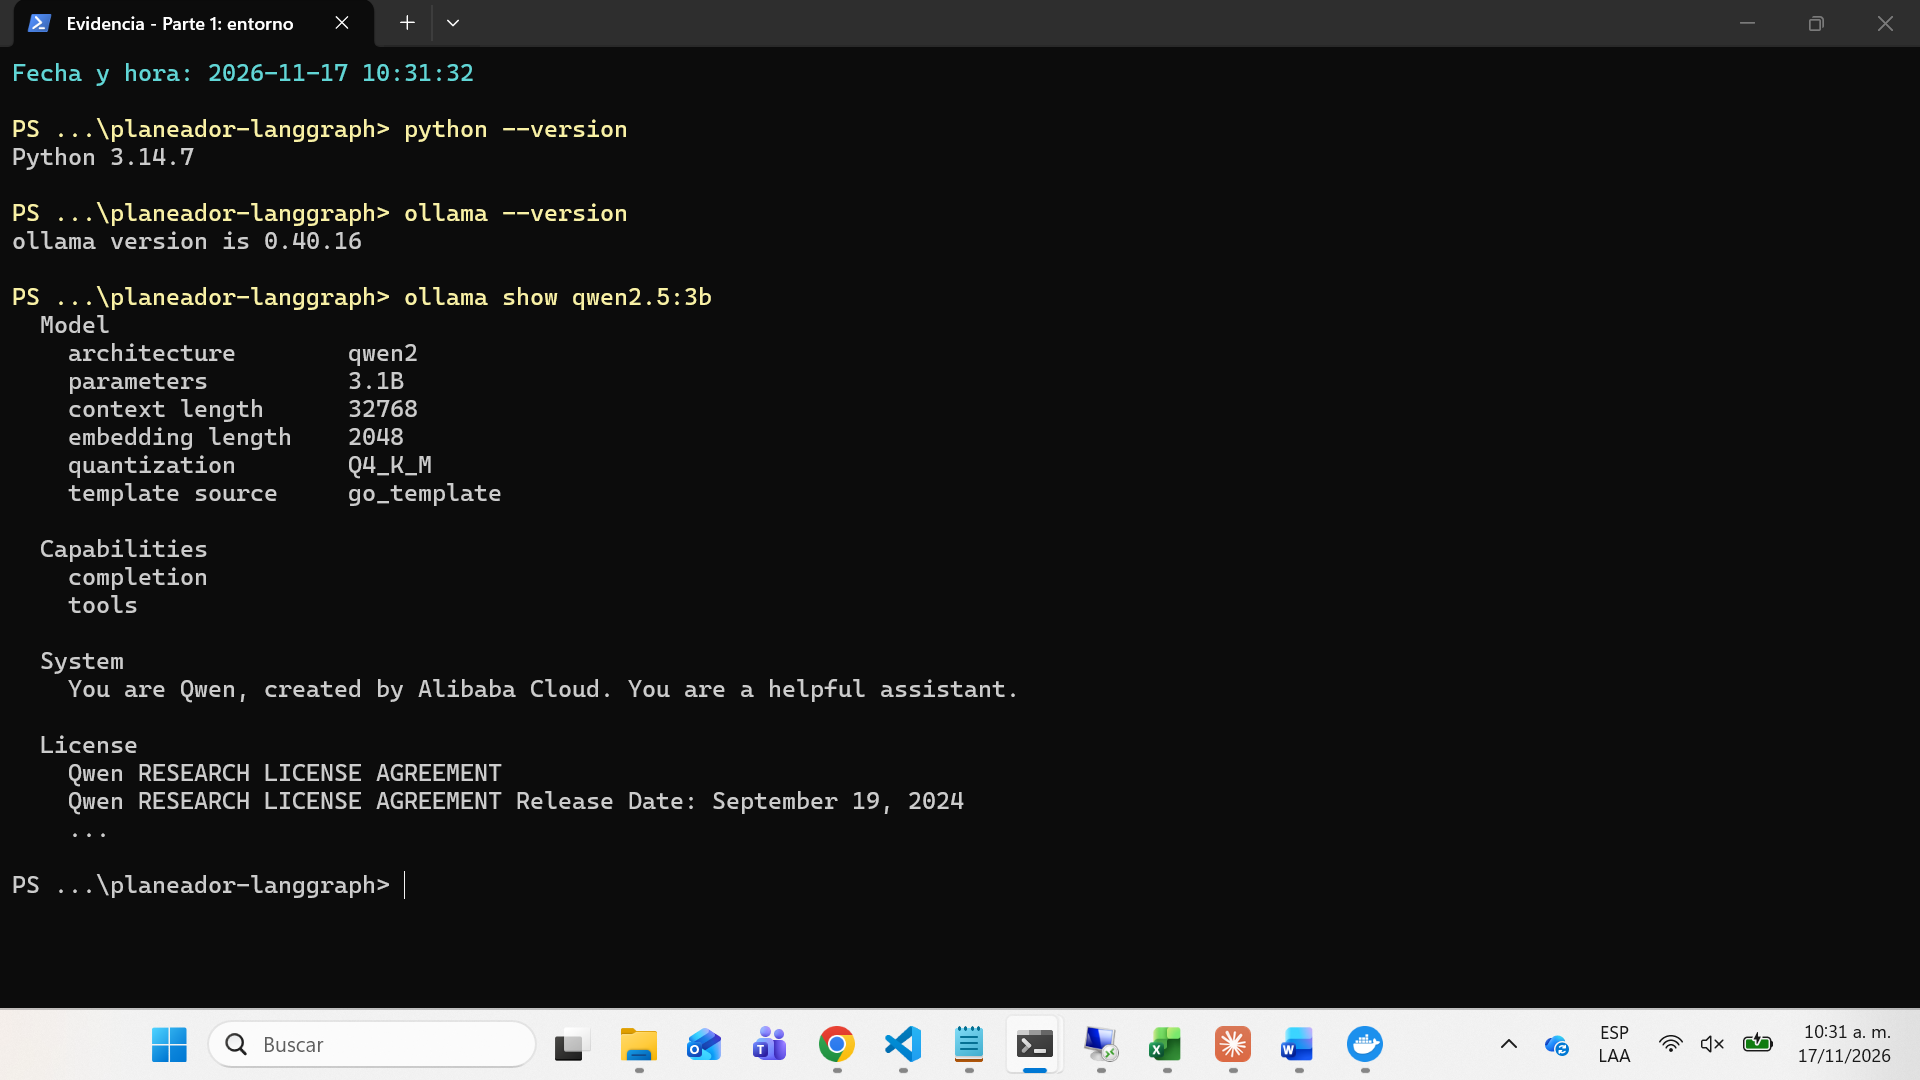 Evidencia - Parte 1: entorno
Fecha y hora: 2026-11-17 10:31:32
PS ...\planeador-langgraph> python --version
Python 3.14.7
PS ...\planeador-langgraph> ollama --version
ollama version is 0.40.16
PS ...\planeador-langgraph> ollama show qwen2.5:3b
Model
architecture qwen2
parameters 3.1B
context length 32768
embedding length 2048
quantization Q4_K_M
template source go_template
Capabilities
completion
tools
System
You are Qwen, created by Alibaba Cloud. You are a helpful assistant.
License
Qwen RESEARCH LICENSE AGREEMENT
Qwen RESEARCH LICENSE AGREEMENT Release Date: September 19, 2024
...
PS ...\planeador-langgraph>
Buscar
ESP
LAA
10:31 a. m.
17/11/2026